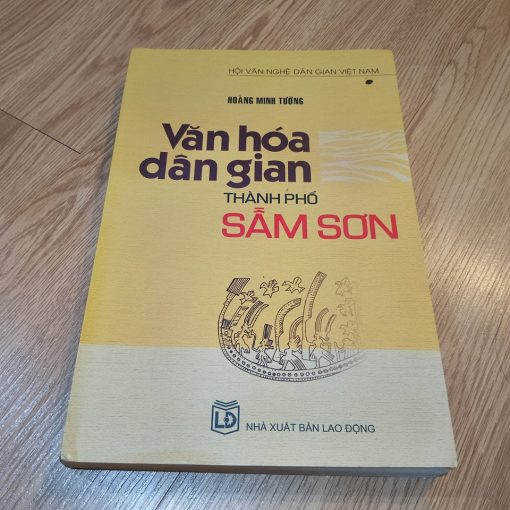 HỘI VĂN NGHỆ DÂN GIAN VIỆT NAM
HOÀNG MINH TƯỜNG
Văn hóa
dân gian
THÀNH PHỐ
SẦM SƠN
LĐ
NHÀ XUẤT BẢN LAO ĐỘNG